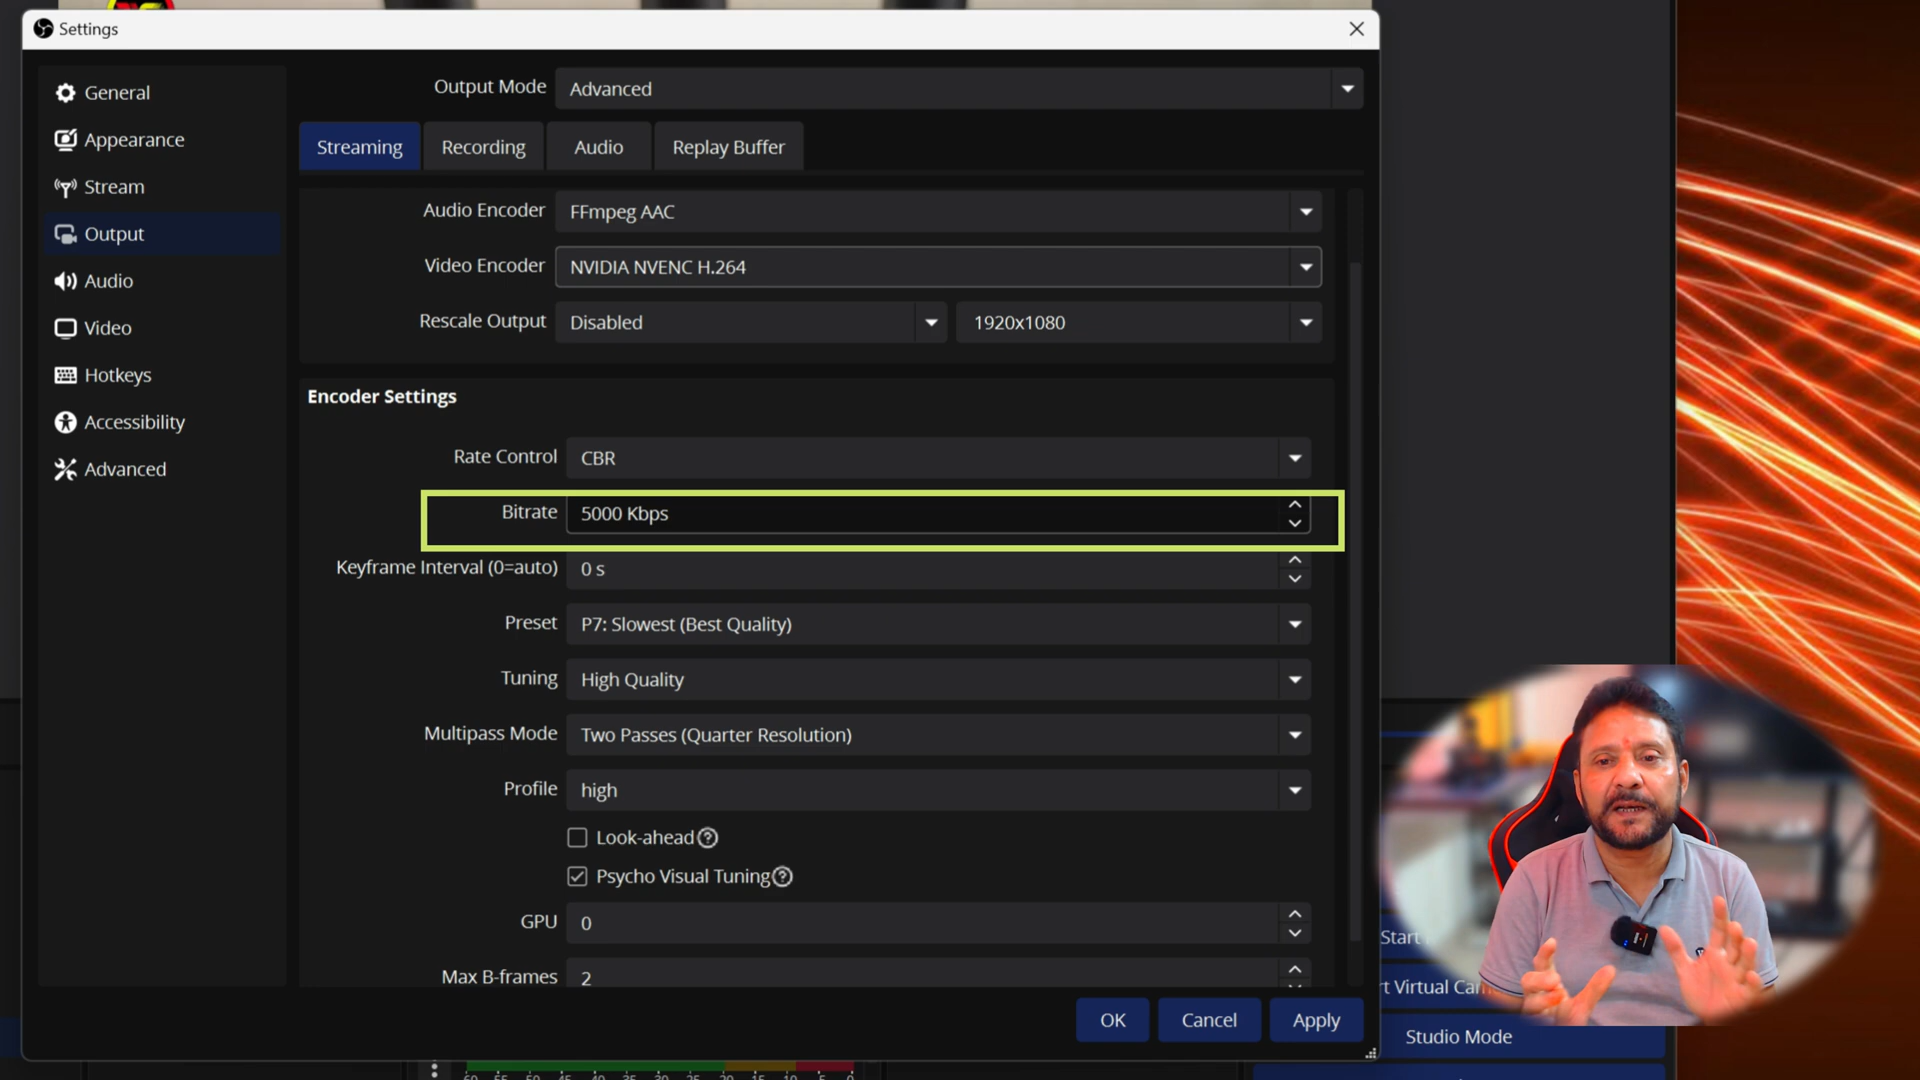 Settings
General
Appearance
Stream
Output
Audio
Video
Hotkeys
Accessibility
Advanced
Output Mode Advanced
Streaming Recording Audio Replay Buffer
Audio Encoder FFmpeg AAC
Video Encoder NVIDIA NVENC H.264
Rescale Output Disabled 1920x1080
Encoder Settings
Rate Control CBR
Bitrate 5000 Kbps
Keyframe Interval (0=auto) 0 s
Preset P7: Slowest (Best Quality)
Tuning High Quality
Multipass Mode Two Passes (Quarter Resolution)
Profile high
Look-ahead
Psycho Visual Tuning
GPU 0
Max B-frames 2
OK Cancel Apply
Start
Virtual
Studio Mode